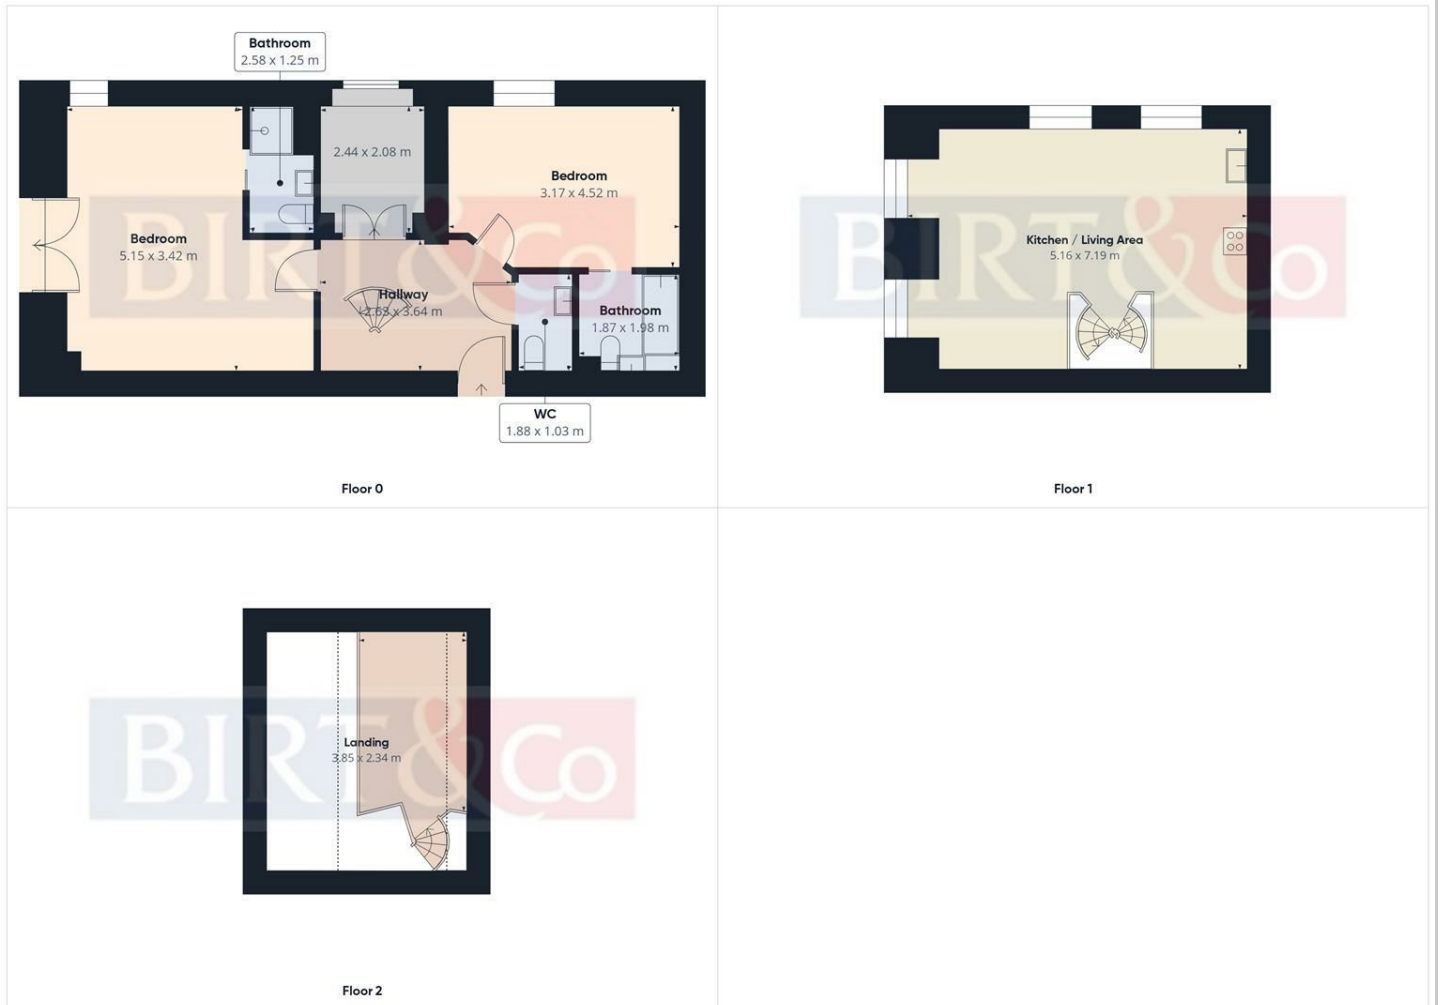 Bathroom
2.58 x 1.25 m
2.44 x 2.08 m
Bedroom
3.17 x 4.52 m
Bedroom
5.15 x 3.42 m
Hallway
2.63 x 3.64 m
Bathroom
1.87 x 1.98 m
WC
1.88 x 1.03 m
BIRT&Co
Floor 0
Kitchen / Living Area
5.16 x 7.19 m
BIRT&Co
Floor 1
Landing
3.85 x 2.34 m
BIRT&Co
Floor 2